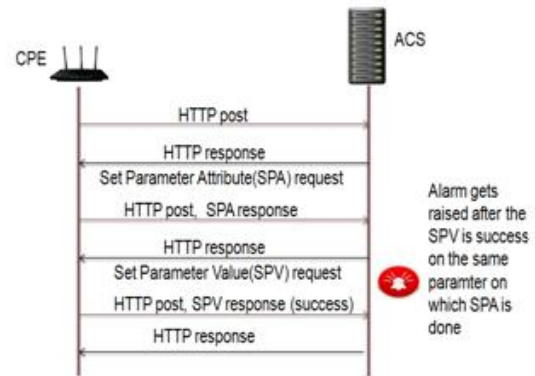 CPE
ACS
HTTP post
HTTP response
Set Parameter Attribute(SPA) request
HTTP post, SPA response
HTTP response
Set Parameter Value(SPV) request
HTTP post, SPV response (success)
HTTP response
Alarm gets
raised after the
SPV is success
on the same
paramter on
which SPA is
done